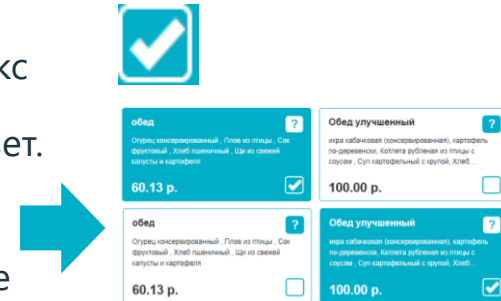 кс
ет.
е
обед
?
Огурец консервированный , Плов из птицы , Сок
фруктовый , Хлеб пшеничный , Щи из свежей
капусты и картофеля
60.13 р.
Обед улучшенный
?
икра кабачковая (консервированная), картофель
по-деревенски, Котлета рубленая из птицы с
соусом , Суп картофельный с крупой, Хлеб...
100.00 р.
обед
?
Огурец консервированный , Плов из птицы , Сок
фруктовый , Хлеб пшеничный , Щи из свежей
капусты и картофеля
60.13 р.
Обед улучшенный
?
икра кабачковая (консервированная), картофель
по-деревенски, Котлета рубленая из птицы с
соусом , Суп картофельный с крупой, Хлеб...
100.00 р.